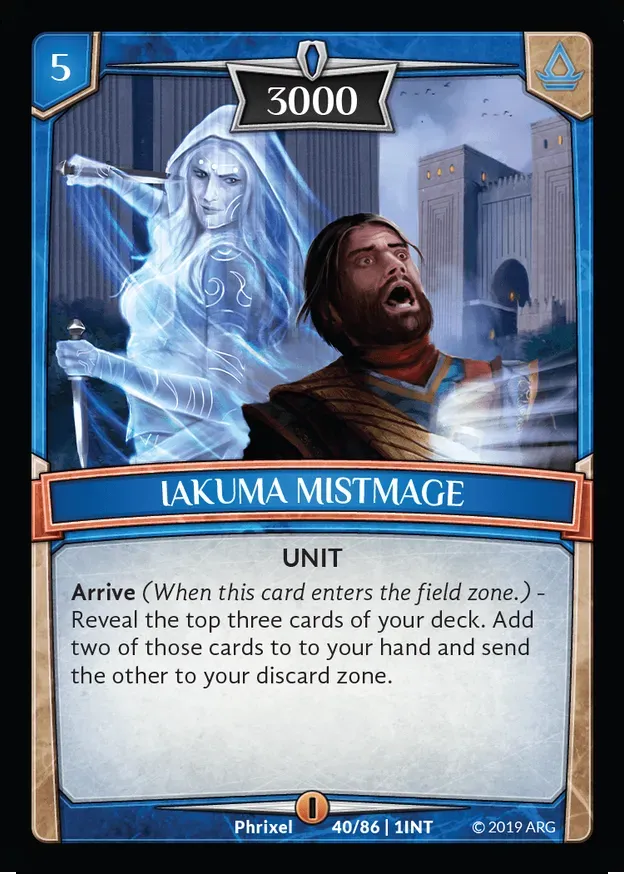 5
3000
IAKUMA MISTMAGE
UNIT
Arrive (When this card enters the field zone.) -
Reveal the top three cards of your deck. Add
two of those cards to to your hand and send
the other to your discard zone.
I
Phrixel 40/86 | 1INT © 2019 ARG